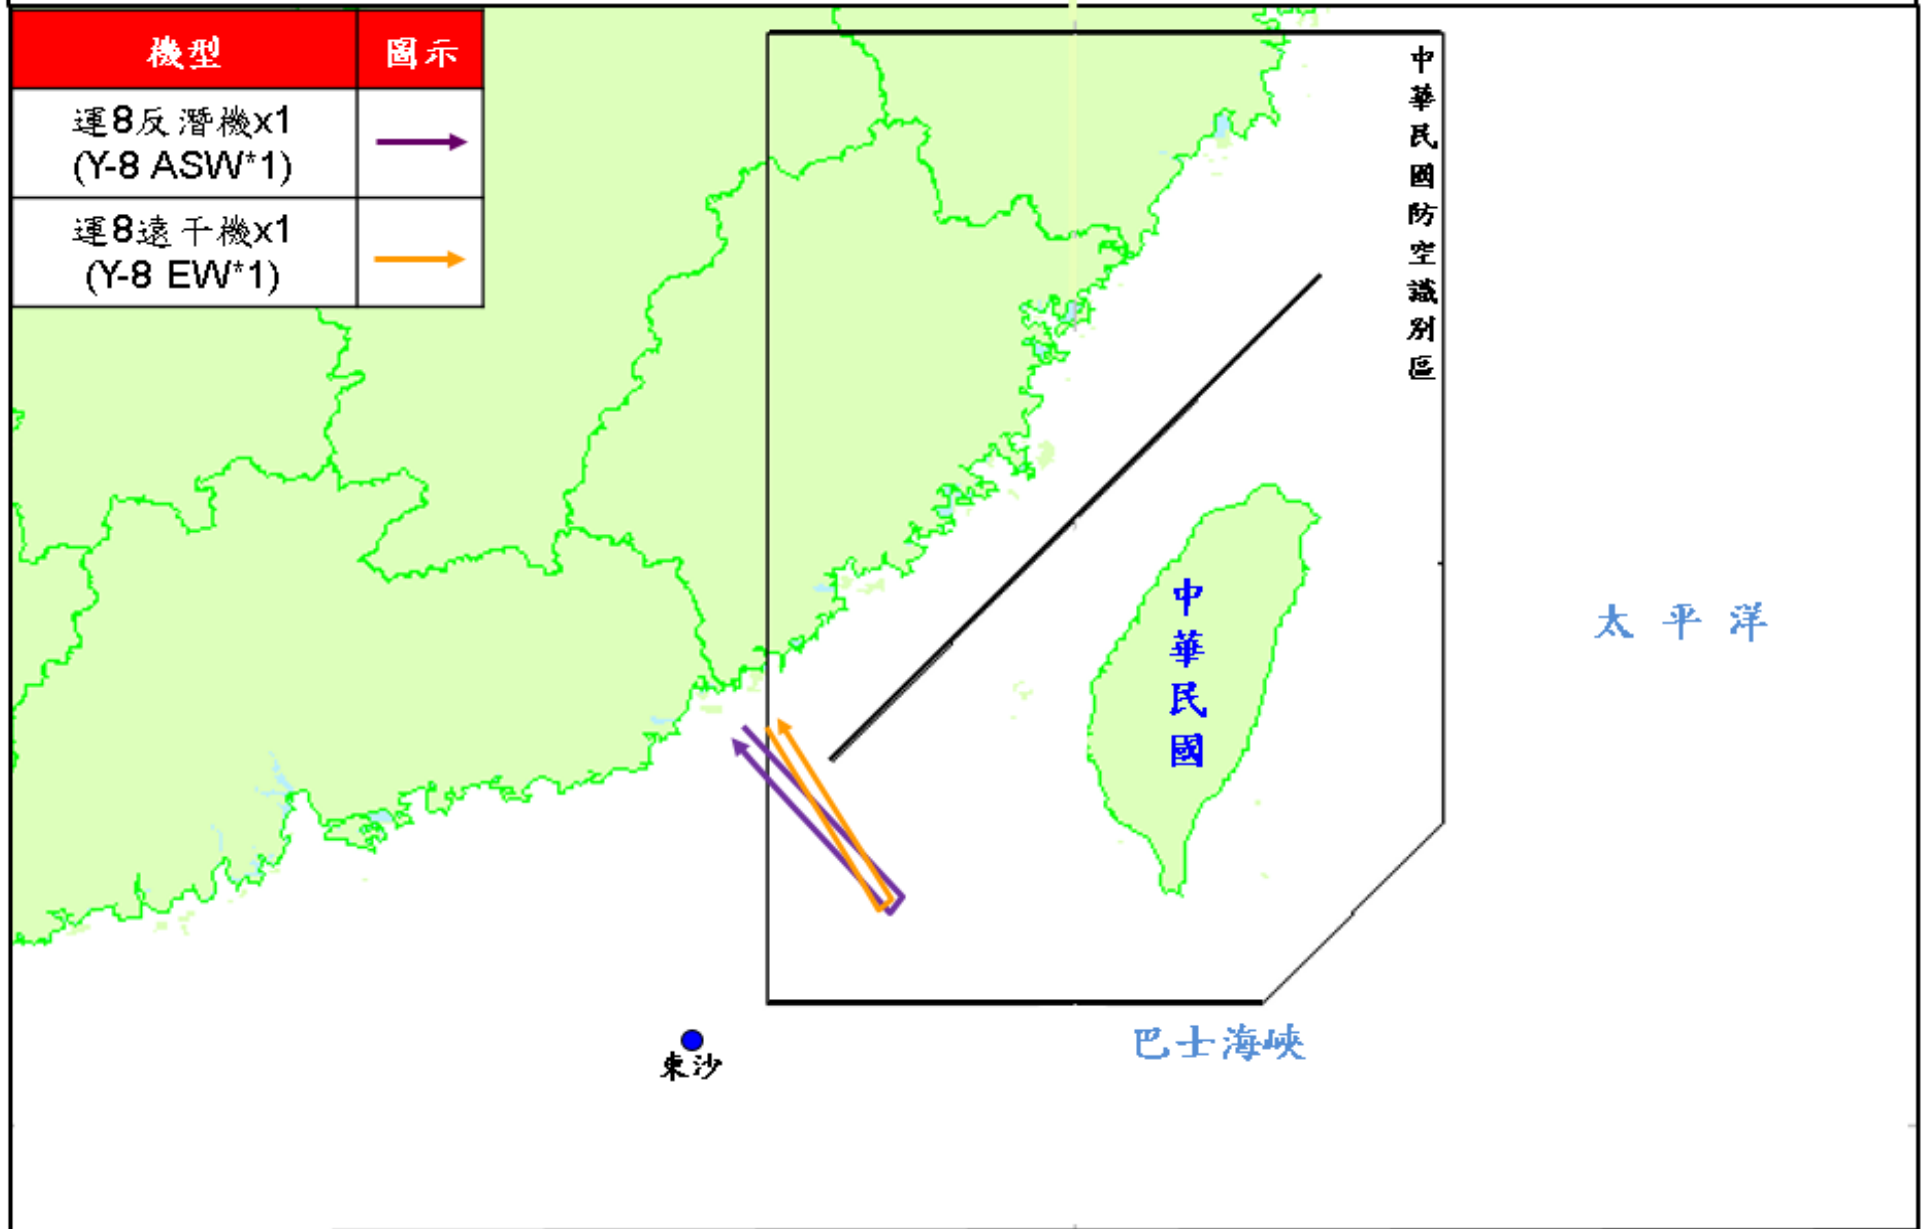 機型 圖示
運8反潛機x1
(Y-8 ASW*1)
運8遠干機x1
(Y-8 EW*1)
中華民國防空識別區
中華民國
太平洋
巴士海峽
東沙